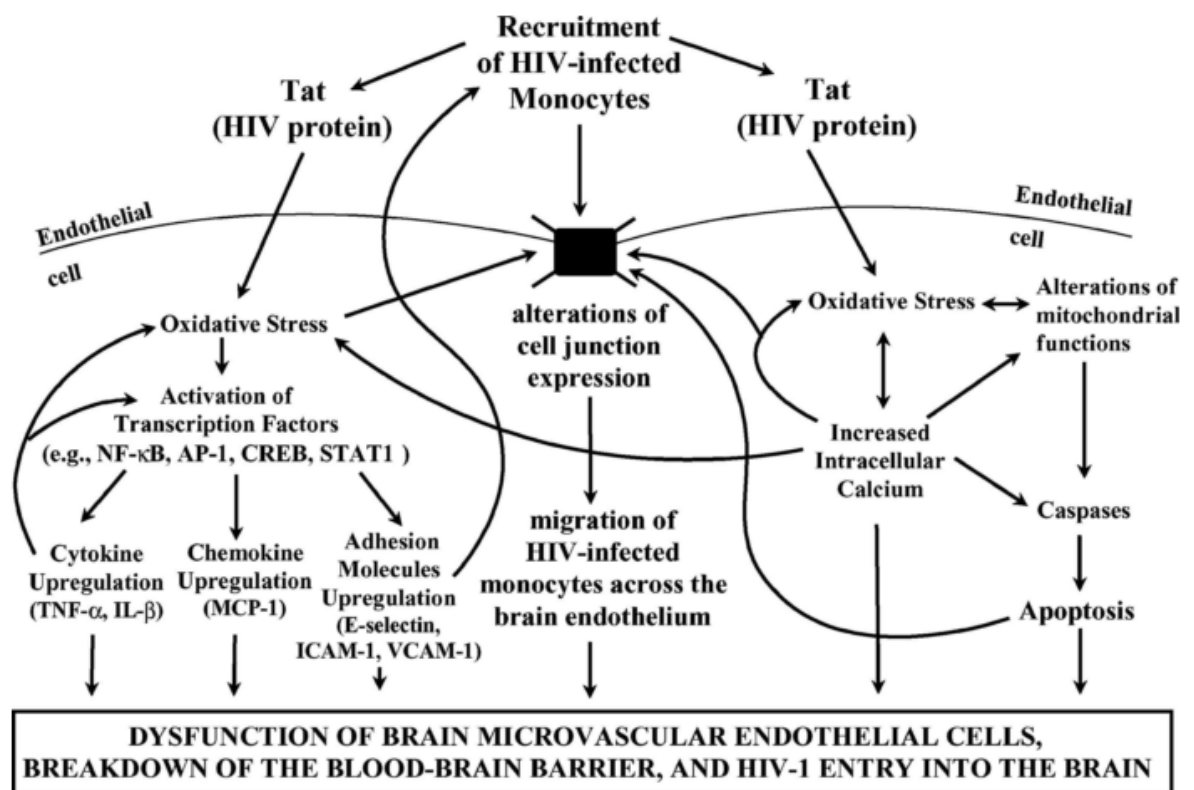 Recruitment
of HIV-infected
Monocytes
Tat
(HIV protein)
Tat
(HIV protein)
Endothelial
cell
Endothelial
cell
Oxidative Stress
Activation of
Transcription Factors
(e.g., NF-κB, AP-1, CREB, STAT1 )
Cytokine
Upregulation
(TNF-α, IL-β)
Chemokine
Upregulation
(MCP-1)
Adhesion
Molecules
Upregulation
(E-selectin,
ICAM-1, VCAM-1)
alterations of
cell junction
expression
migration of
HIV-infected
monocytes across the
brain endothelium
Oxidative Stress
Alterations of
mitochondrial
functions
Increased
Intracellular
Calcium
Caspases
Apoptosis
DYSFUNCTION OF BRAIN MICROVASCULAR ENDOTHELIAL CELLS,
BREAKDOWN OF THE BLOOD-BRAIN BARRIER, AND HIV-1 ENTRY INTO THE BRAIN